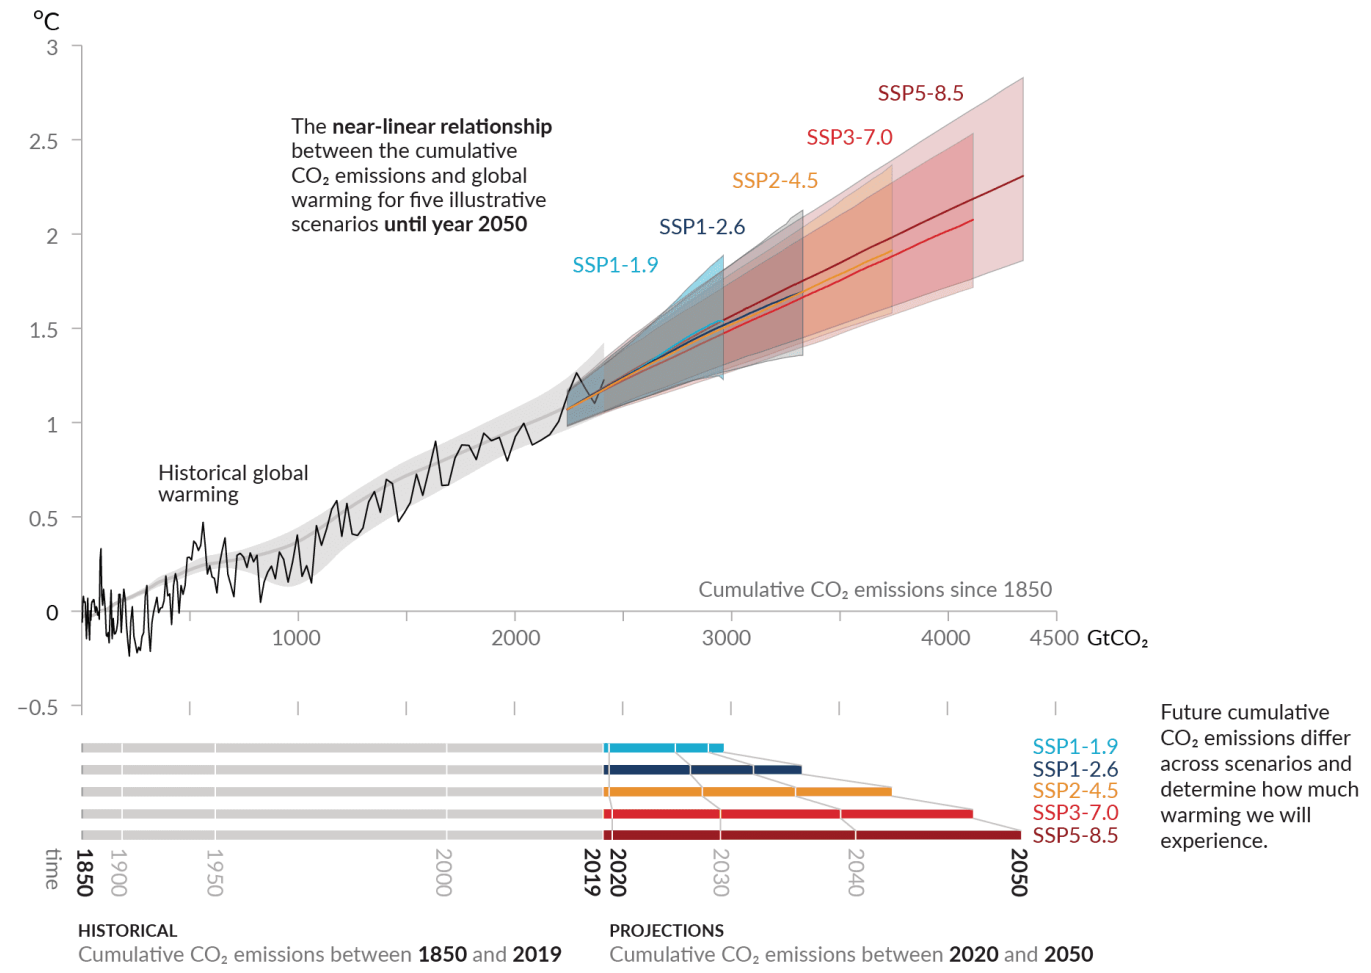 °C
3
2.5
2
1.5
1
0.5
0
−0.5
The near-linear relationship
between the cumulative
CO₂ emissions and global
warming for five illustrative
scenarios until year 2050
SSP5-8.5
SSP3-7.0
SSP2-4.5
SSP1-2.6
SSP1-1.9
Historical global
warming
Cumulative CO₂ emissions since 1850
1000 2000 3000 4000 4500 GtCO₂
SSP1-1.9
SSP1-2.6
SSP2-4.5
SSP3-7.0
SSP5-8.5
Future cumulative
CO₂ emissions differ
across scenarios and
determine how much
warming we will
experience.
time 1850 1900 1950 2000 2019 2020 2030 2040 2050
HISTORICAL
Cumulative CO₂ emissions between 1850 and 2019
PROJECTIONS
Cumulative CO₂ emissions between 2020 and 2050